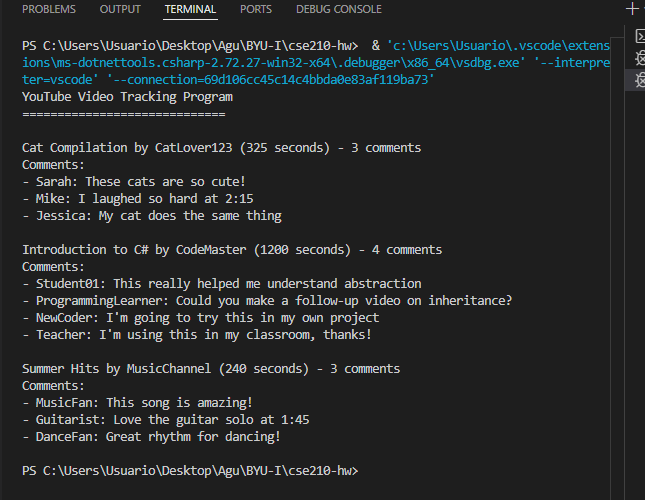 PROBLEMS OUTPUT TERMINAL PORTS DEBUG CONSOLE
PS C:\Users\Usuario\Desktop\Agu\BYU-I\cse210-hw> & 'c:\Users\Usuario\.vscode\extens
ions\ms-dotnettools.csharp-2.72.27-win32-x64\.debugger\x86_64\vsdbg.exe' '--interpre
ter=vscode' '--connection=69d106cc45c14c4bbda0e83af119ba73'
YouTube Video Tracking Program
=============================
Cat Compilation by CatLover123 (325 seconds) - 3 comments
Comments:
- Sarah: These cats are so cute!
- Mike: I laughed so hard at 2:15
- Jessica: My cat does the same thing
Introduction to C# by CodeMaster (1200 seconds) - 4 comments
Comments:
- Student01: This really helped me understand abstraction
- ProgrammingLearner: Could you make a follow-up video on inheritance?
- NewCoder: I'm going to try this in my own project
- Teacher: I'm using this in my classroom, thanks!
Summer Hits by MusicChannel (240 seconds) - 3 comments
Comments:
- MusicFan: This song is amazing!
- Guitarist: Love the guitar solo at 1:45
- DanceFan: Great rhythm for dancing!
PS C:\Users\Usuario\Desktop\Agu\BYU-I\cse210-hw>